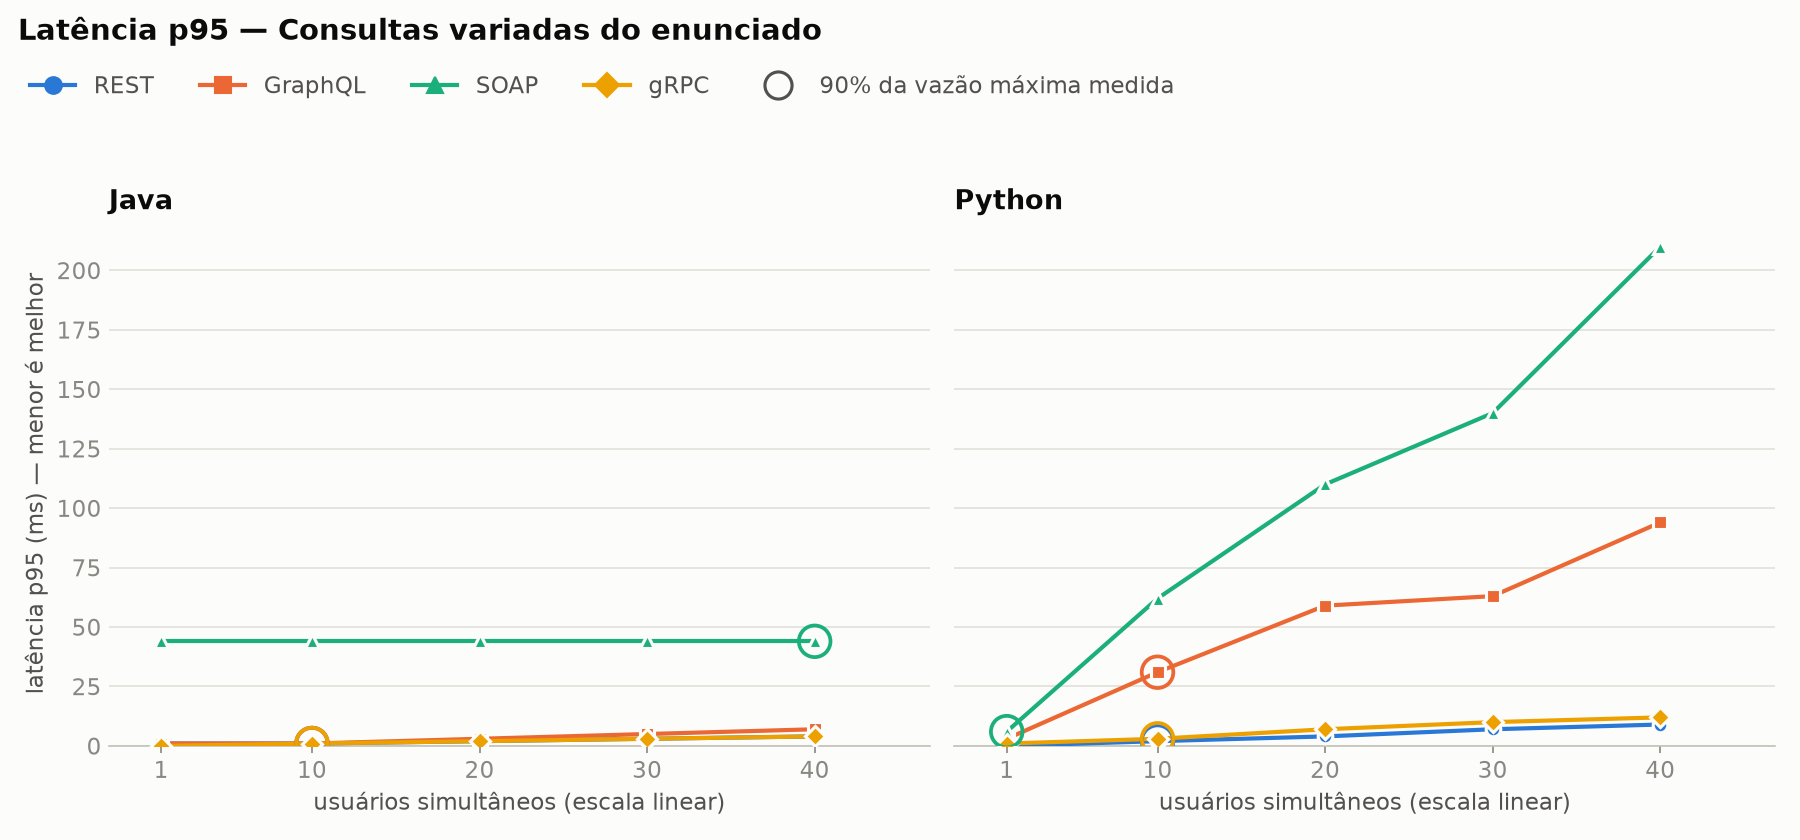 Latência p95 — Consultas variadas do enunciado
REST GraphQL SOAP gRPC 90% da vazão máxima medida
Java
Python
latência p95 (ms) — menor é melhor
200
175
150
125
100
75
50
25
0
1 10 20 30 40
usuários simultâneos (escala linear)
1 10 20 30 40
usuários simultâneos (escala linear)